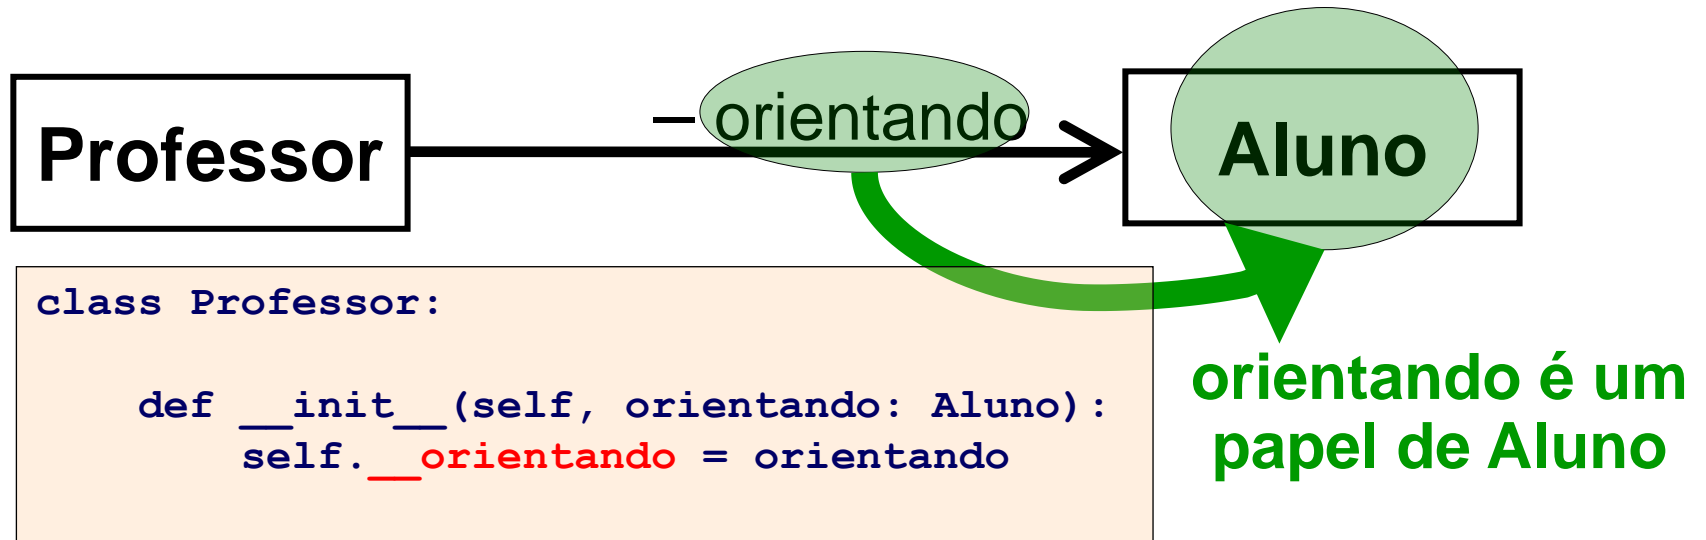 Professor
– orientando
Aluno
class Professor:
def __init__(self, orientando: Aluno):
self.__orientando = orientando
orientando é um
papel de Aluno